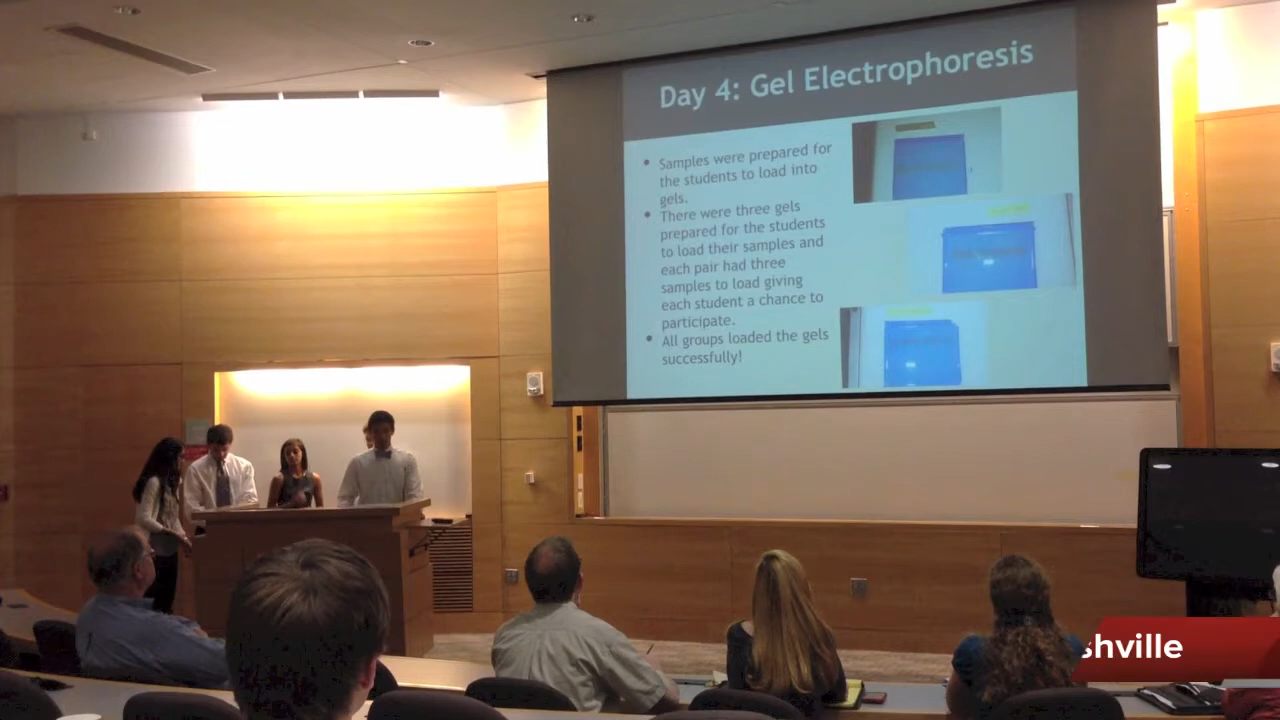 Day 4: Gel Electrophoresis
• Samples were prepared for
the students to load into
gels.
• There were three gels
prepared for the students
to load their samples and
each pair had three
samples to load giving
each student a chance to
participate.
• All groups loaded the gels
successfully!
shville